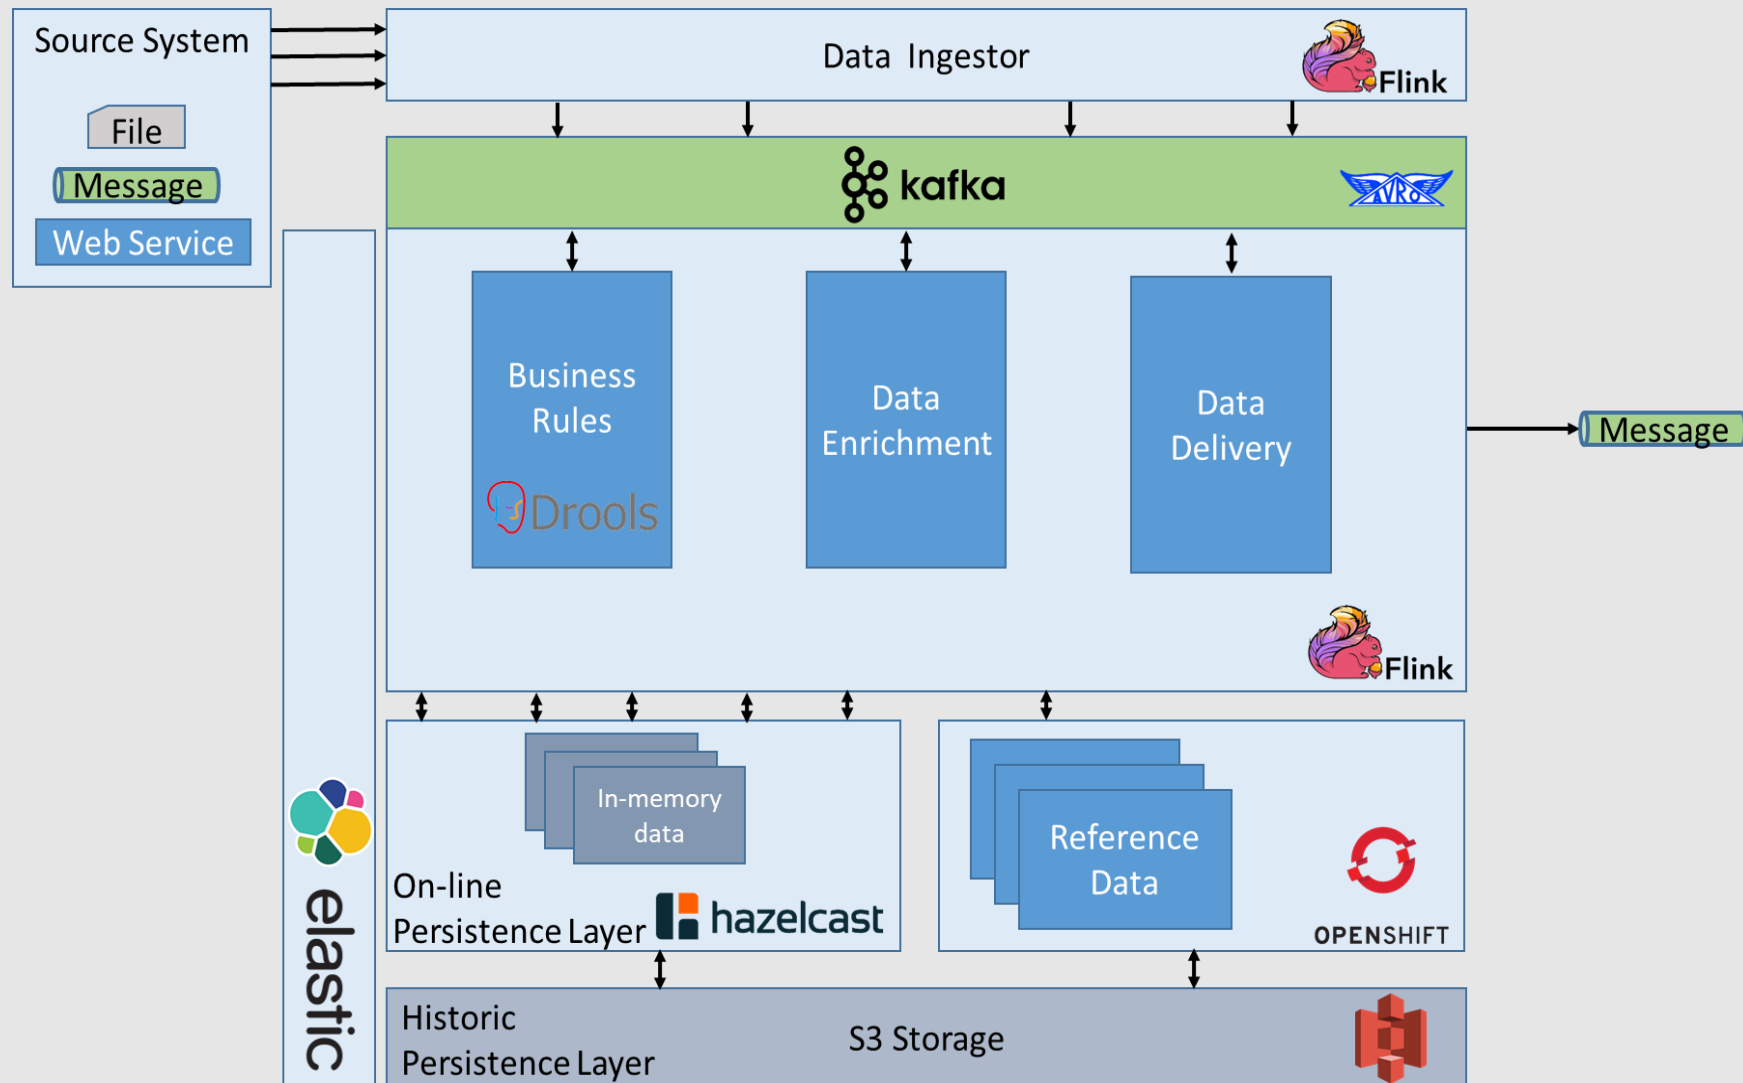 Source System
File
Message
Web Service
Data Ingestor
Flink
kafka
AVRO
Business
Rules
Drools
Data
Enrichment
Data
Delivery
Message
Flink
In-memory
data
On-line
Persistence Layer
hazelcast
Reference
Data
OPENSHIFT
elastic
Historic
Persistence Layer
S3 Storage